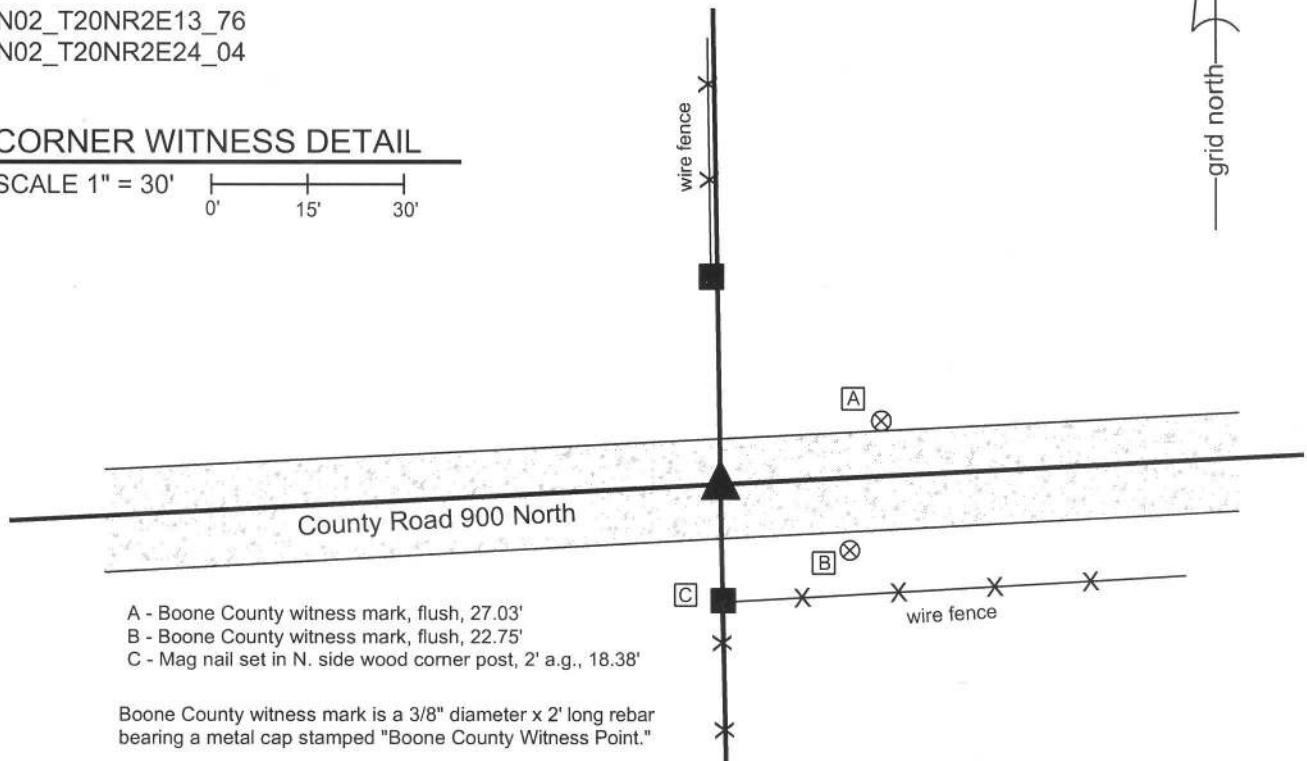 N02_T20NR2E13_76
N02_T20NR2E24_04
CORNER WITNESS DETAIL
SCALE 1" = 30'
0' 15' 30'
wire fence
grid north
A
County Road 900 North
B
C
wire fence
A - Boone County witness mark, flush, 27.03'
B - Boone County witness mark, flush, 22.75'
C - Mag nail set in N. side wood corner post, 2' a.g., 18.38'
Boone County witness mark is a 3/8" diameter x 2' long rebar
bearing a metal cap stamped "Boone County Witness Point."